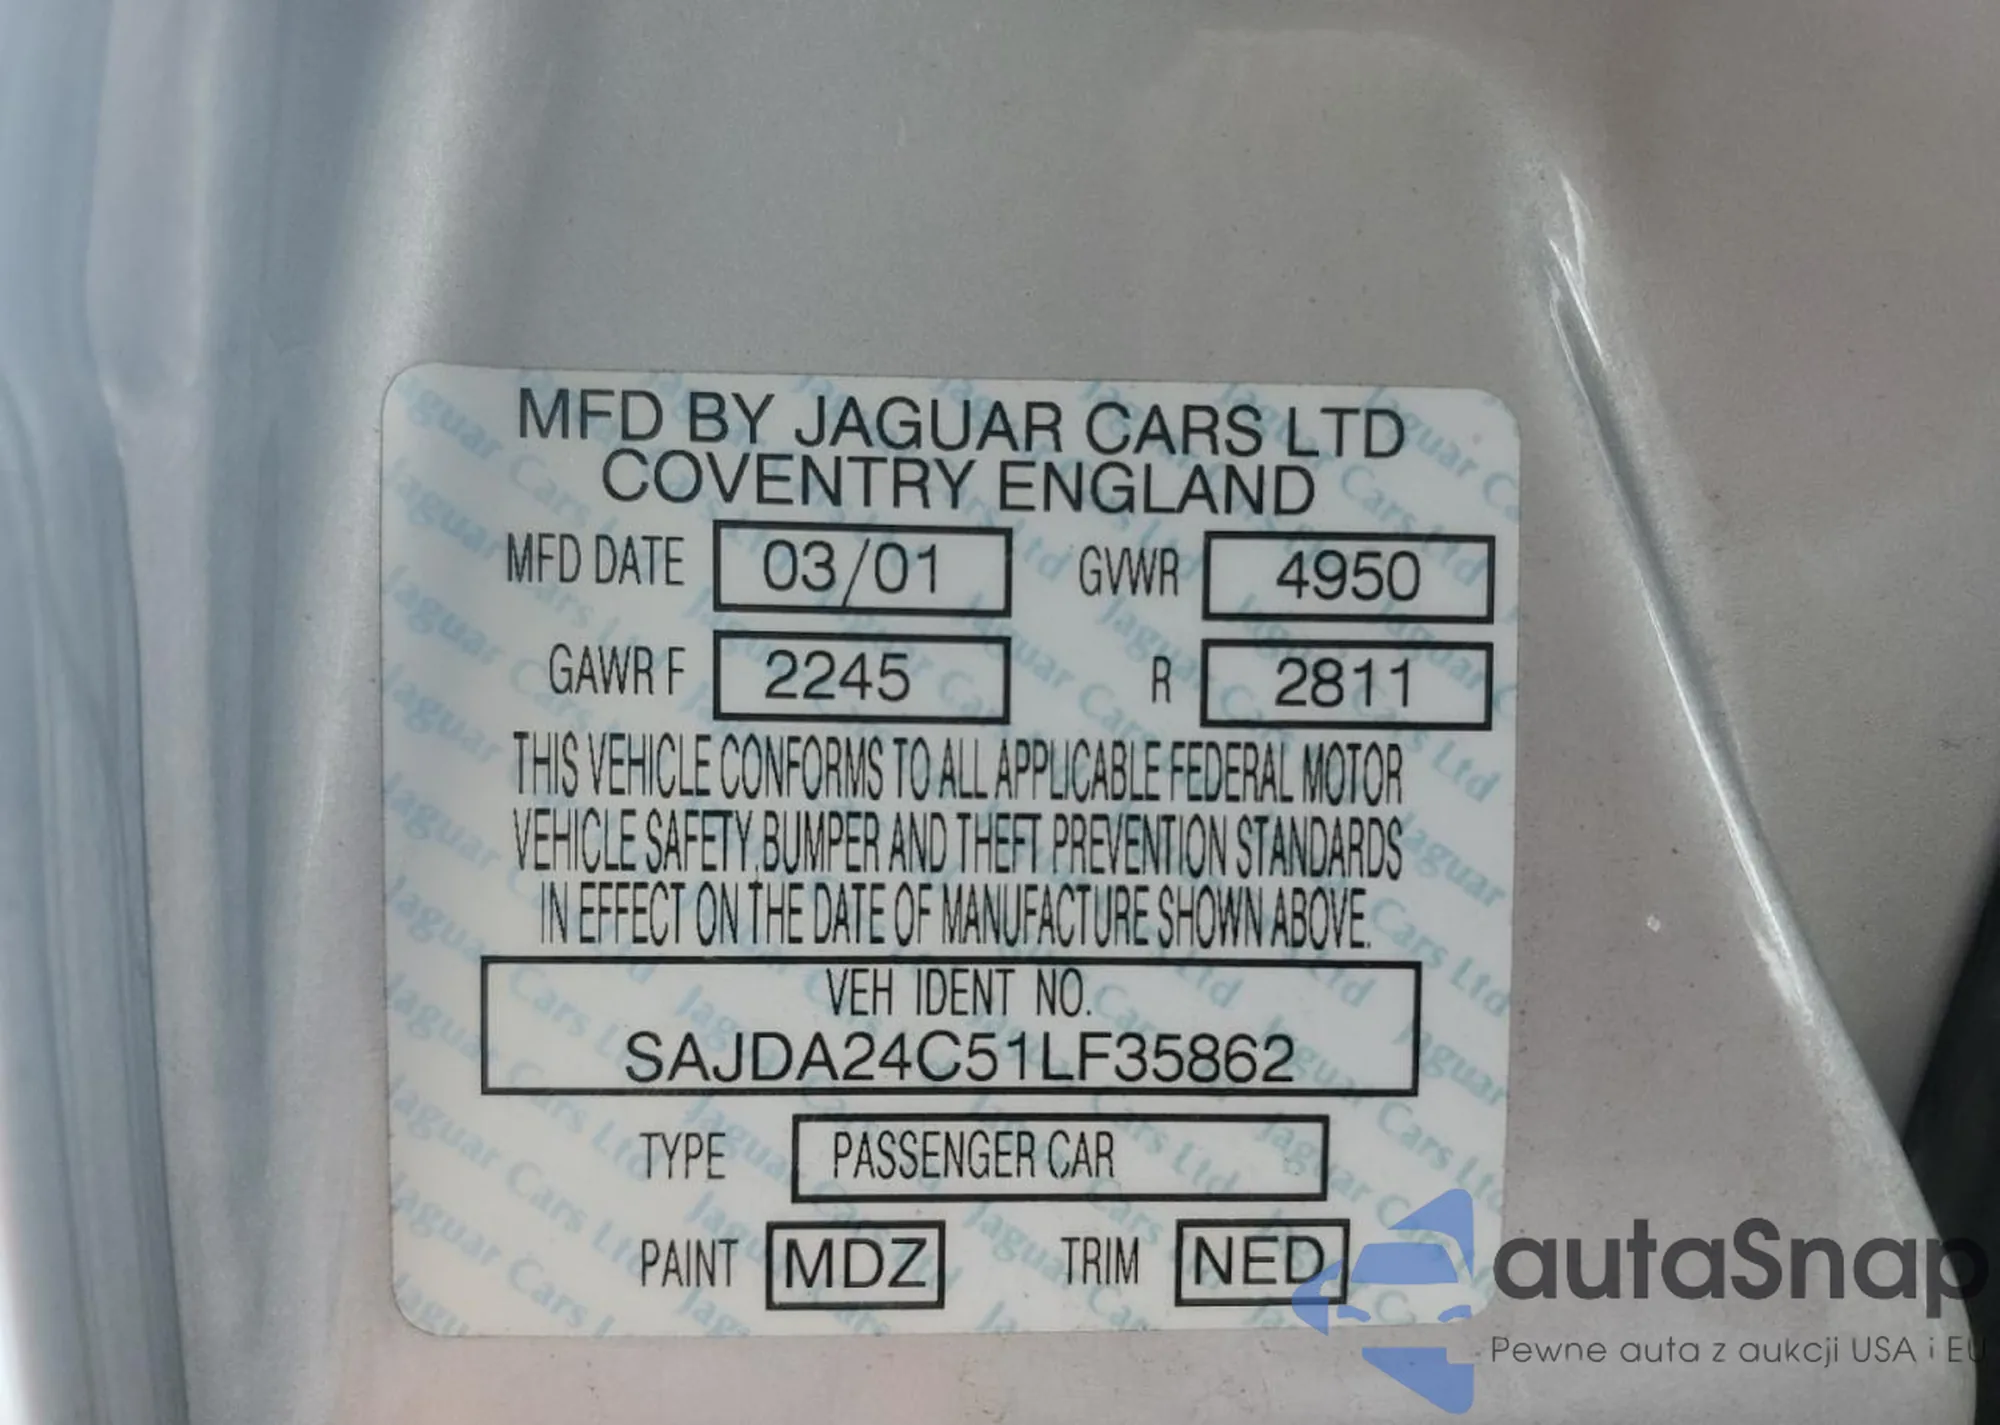 MFD BY JAGUAR CARS LTD
COVENTRY ENGLAND
MFD DATE 03/01 GVWR 4950
GAWR F 2245 R 2811
THIS VEHICLE CONFORMS TO ALL APPLICABLE FEDERAL MOTOR
VEHICLE SAFETY, BUMPER AND THEFT PREVENTION STANDARDS
IN EFFECT ON THE DATE OF MANUFACTURE SHOWN ABOVE.
VEH IDENT NO.
SAJDA24C51LF35862
TYPE PASSENGER CAR
PAINT MDZ TRIM NED
autaSnap
Pewne auta z aukcji USA i EU